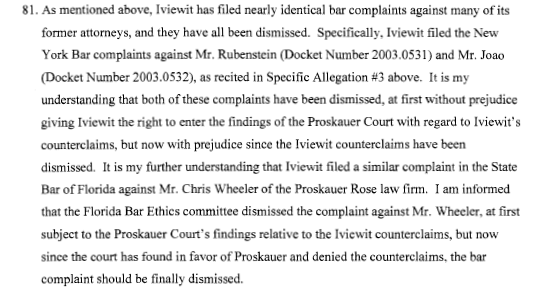 81. As mentioned above, Iviewit has filed nearly identical bar complaints against many of its
former attorneys, and they have all been dismissed. Specifically, Iviewit filed the New
York Bar complaints against Mr. Rubenstein (Docket Number 2003.0531) and Mr. Joao
(Docket Number 2003.0532), as recited in Specific Allegation #3 above. It is my
understanding that both of these complaints have been dismissed, at first without prejudice
giving Iviewit the right to enter the findings of the Proskauer Court with regard to Iviewit's
counterclaims, but now with prejudice since the Iviewit counterclaims have been
dismissed. It is my further understanding that Iviewit filed a similar complaint in the State
Bar of Florida against Mr. Chris Wheeler of the Proskauer Rose law firm. I am informed
that the Florida Bar Ethics committee dismissed the complaint against Mr. Wheeler, at first
subject to the Proskauer Court's findings relative to the Iviewit counterclaims, but now
since the court has found in favor of Proskauer and denied the counterclaims, the bar
complaint should be finally dismissed.